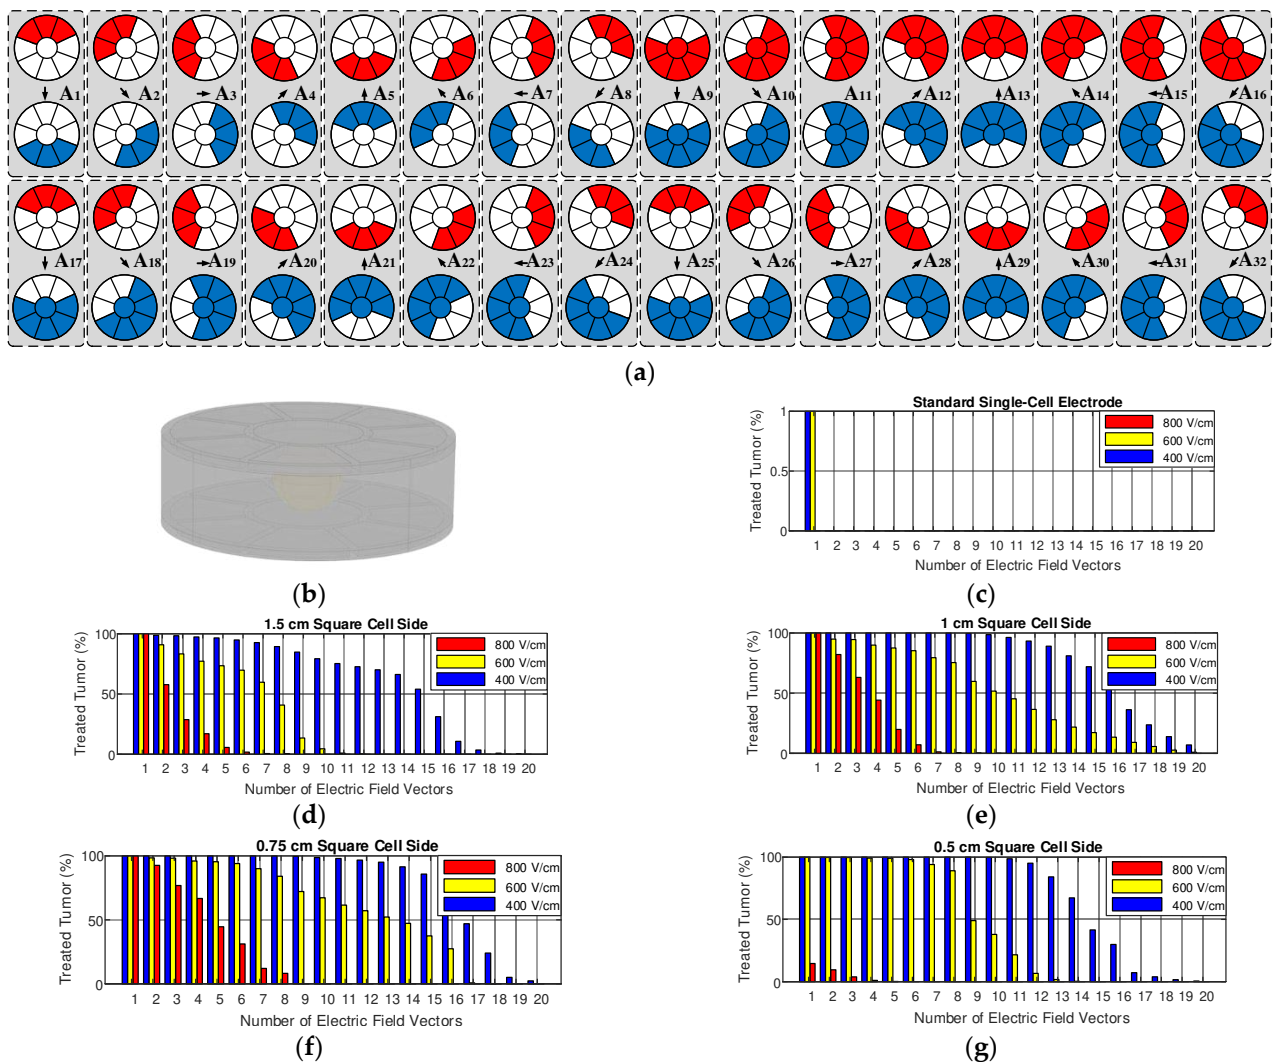 A1 A2 A3 A4 A5 A6 A7 A8 A9 A10 A11 A12 A13 A14 A15 A16
A17 A18 A19 A20 A21 A22 A23 A24 A25 A26 A27 A28 A29 A30 A31 A32
(a)
(b)
Standard Single-Cell Electrode
Treated Tumor (%)
1
0.5
0
800 V/cm
600 V/cm
400 V/cm
1 2 3 4 5 6 7 8 9 10 11 12 13 14 15 16 17 18 19 20
Number of Electric Field Vectors
(c)
1.5 cm Square Cell Side
Treated Tumor (%)
100
50
0
800 V/cm
600 V/cm
400 V/cm
1 2 3 4 5 6 7 8 9 10 11 12 13 14 15 16 17 18 19 20
Number of Electric Field Vectors
(d)
1 cm Square Cell Side
Treated Tumor (%)
100
50
0
800 V/cm
600 V/cm
400 V/cm
1 2 3 4 5 6 7 8 9 10 11 12 13 14 15 16 17 18 19 20
Number of Electric Field Vectors
(e)
0.75 cm Square Cell Side
Treated Tumor (%)
100
50
0
800 V/cm
600 V/cm
400 V/cm
1 2 3 4 5 6 7 8 9 10 11 12 13 14 15 16 17 18 19 20
Number of Electric Field Vectors
(f)
0.5 cm Square Cell Side
Treated Tumor (%)
100
50
0
800 V/cm
600 V/cm
400 V/cm
1 2 3 4 5 6 7 8 9 10 11 12 13 14 15 16 17 18 19 20
Number of Electric Field Vectors
(g)